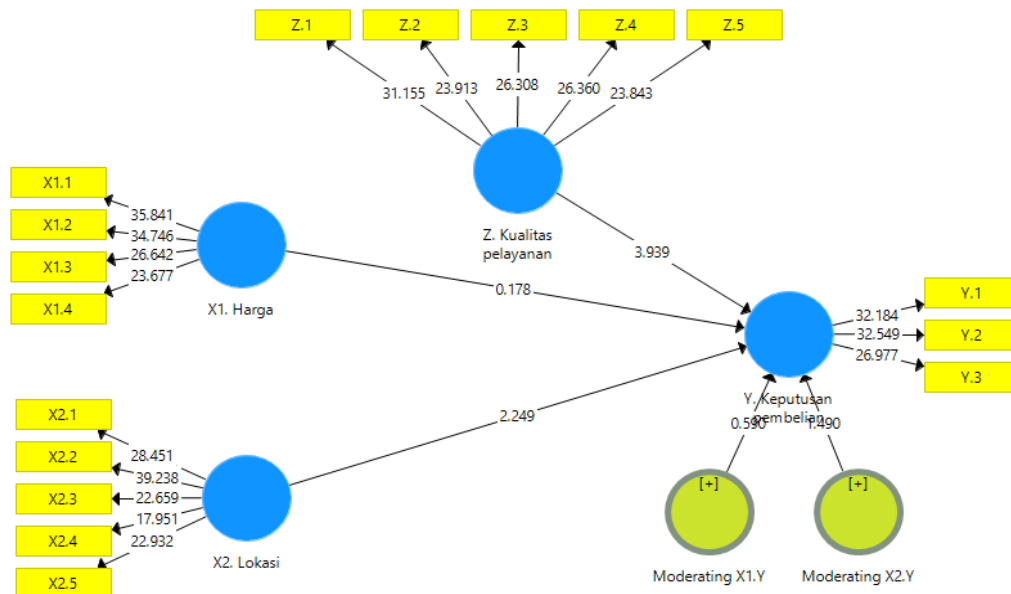 Z.1
Z.2
Z.3
Z.4
Z.5
31.155
23.913
26.308
26.360
23.843
Z. Kualitas
pelayanan
X1.1
X1.2
X1.3
X1.4
35.841
34.746
26.642
23.677
X1. Harga
3.939
0.178
Y.1
Y.2
Y.3
32.184
32.549
26.977
Y. Keputusan
pembelian
X2.1
X2.2
X2.3
X2.4
X2.5
28.451
39.238
22.659
17.951
22.932
X2. Lokasi
2.249
0.590
1.490
[+]
[+]
Moderating X1.Y
Moderating X2.Y